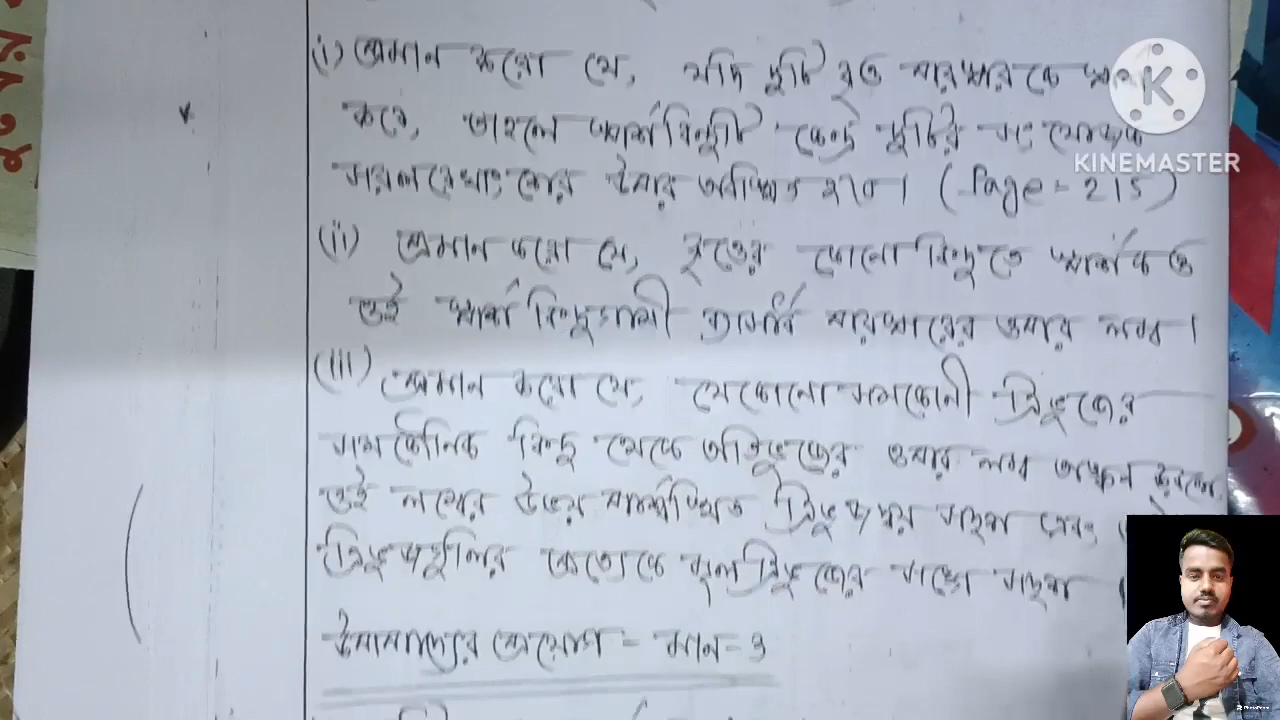 (i) প্রমান করো যে, যদি দুটি বৃত্ত পরস্পরকে স্পর্শ
করে, তাহলে স্পর্শবিন্দুটি কেন্দ্র দুটির সংযোজক
সরলরেখাংশের উপর অবস্থিত হবে। (Page = 215)
(ii) প্রমান করো যে, বৃত্তের কোনো বিন্দুতে স্পর্শক ও
ওই স্পর্শবিন্দুগামী ব্যাসার্ধ পরস্পরের ওপর লম্ব।
(iii) প্রমান করো যে, যেকোনো সমকোনী ত্রিভুজের
সমকৌনিক বিন্দু থেকে অতিভুজের ওপর লম্ব অঙ্কন করলে
ওই লম্বের উভয় পার্শ্বস্থিত ত্রিভুজদ্বয় সদৃশ এবং
ত্রিভুজগুলির প্রত্যেকে মূল ত্রিভুজের সঙ্গে সদৃশ
উপপাদ্যের প্রয়োগ - মান = 3
KINEMASTER